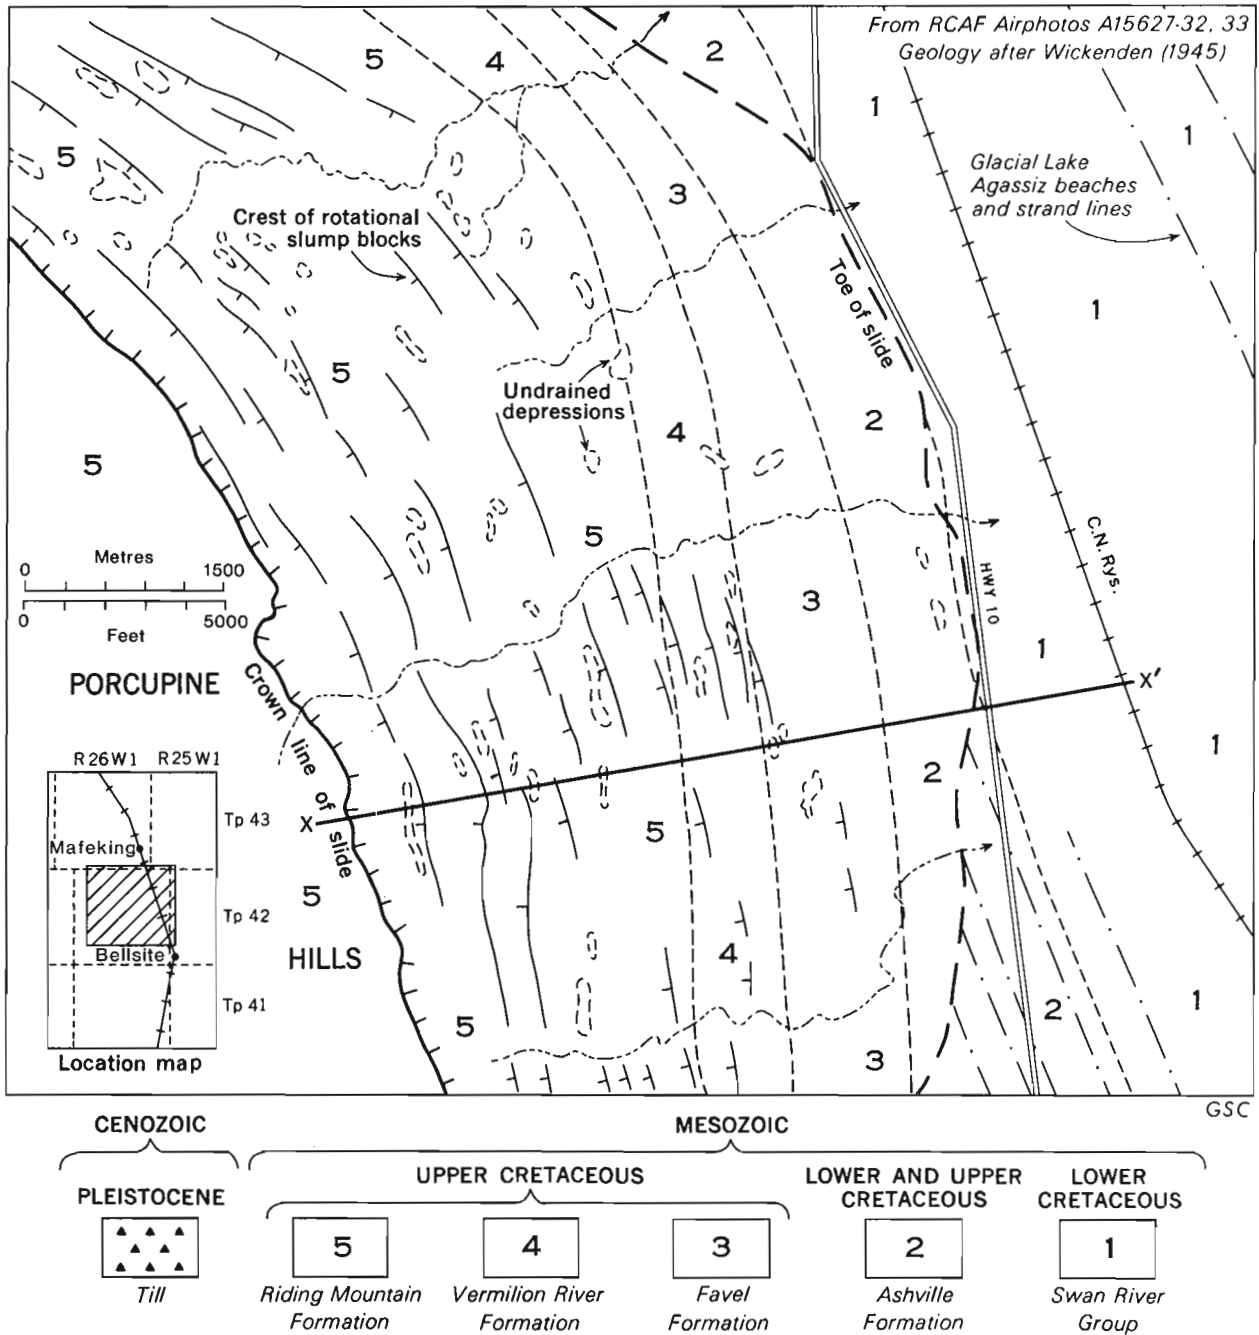 From RCAF Airphotos A15627-32, 33
Geology after Wickenden (1945)
5
4
2
1
1
5
3
Glacial Lake
Agassiz beaches
and strand lines
Crest of rotational
slump blocks
Toe of slide
1
5
Undrained
depressions
4
2
5
5
Metres
0 1500
0 5000
Feet
C.N. Rys.
HWY 10
3
1
PORCUPINE
Crown line of slide
X'
1
R 26 W 1 R 25 W 1
2
Tp 43
X
5
Mafeking
5
Tp 42
4
Bellsite
HILLS
Tp 41
5
2
1
Location map
3
GSC
CENOZOIC
MESOZOIC
UPPER CRETACEOUS
LOWER AND UPPER
CRETACEOUS
LOWER
CRETACEOUS
PLEISTOCENE
5
4
3
2
1
Till
Riding Mountain
Formation
Vermilion River
Formation
Favel
Formation
Ashville
Formation
Swan River
Group